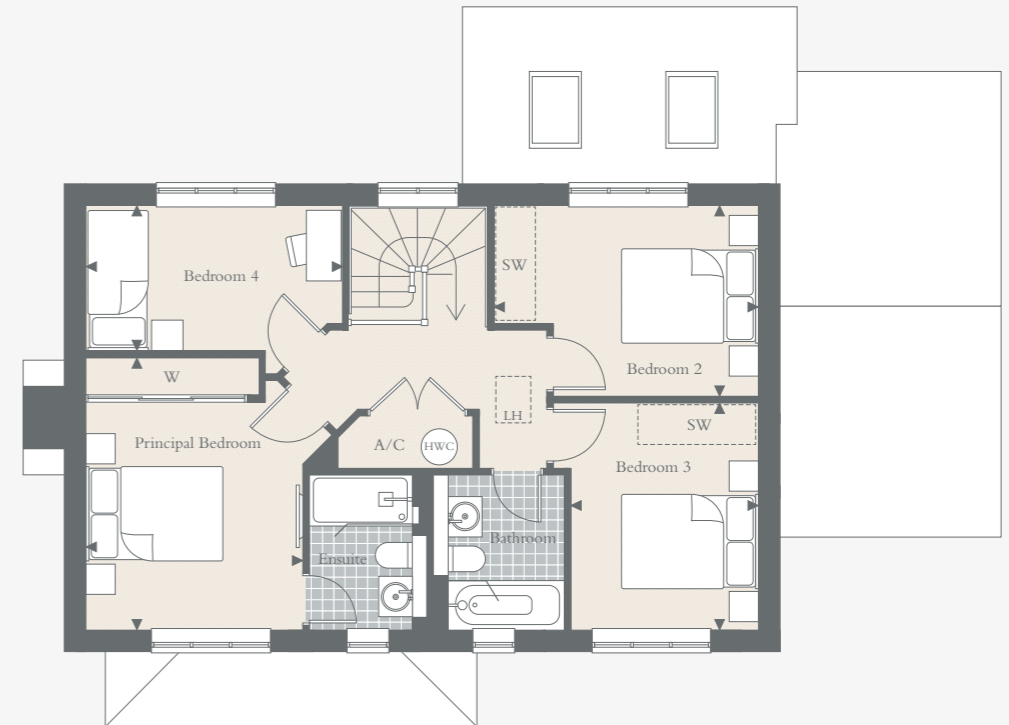 SW
Bedroom 4
Bedroom 2
W
LH
SW
Principal Bedroom
A/C
HWC
Bedroom 3
Bathroom
Ensuite